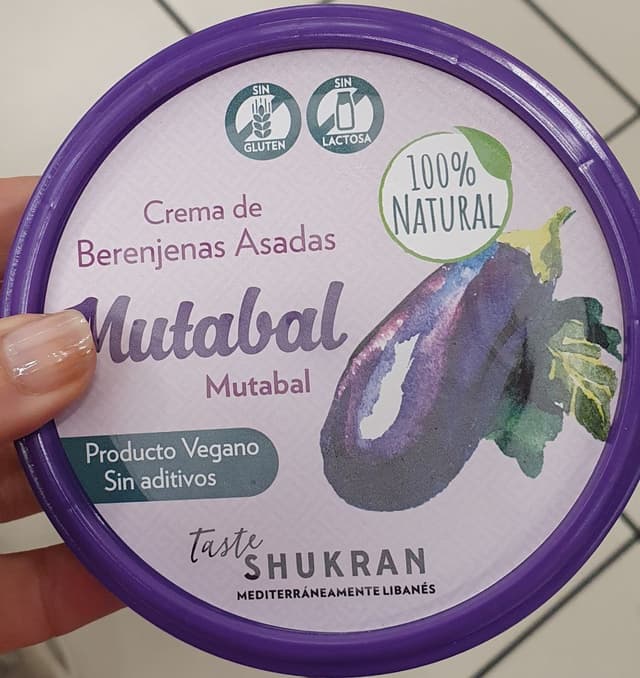 SIN
GLUTEN
SIN
LACTOSA
100%
NATURAL
Crema de
Berenjenas Asadas
Mutabal
Mutabal
Producto Vegano
Sin aditivos
Taste
SHUKRAN
MEDITERRÁNEAMENTE LIBANÉS